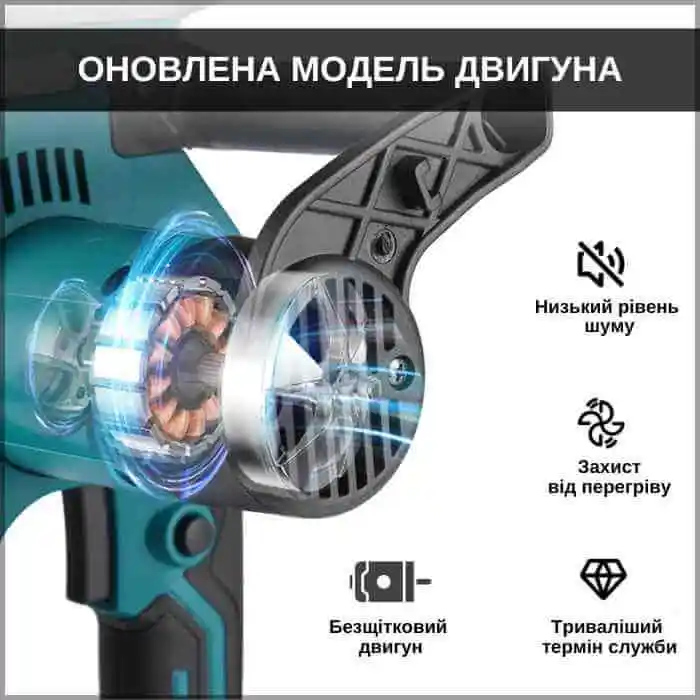 ОНОВЛЕНА МОДЕЛЬ ДВИГУНА
Низький рівень
шуму
Захист
від перегріву
Безщітковий
двигун
Триваліший
термін служби